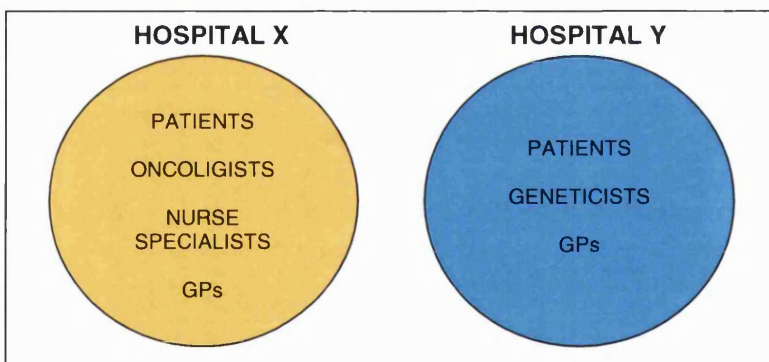 HOSPITAL X
PATIENTS
ONCOLIGISTS
NURSE
SPECIALISTS
GPs
HOSPITAL Y
PATIENTS
GENETICISTS
GPs